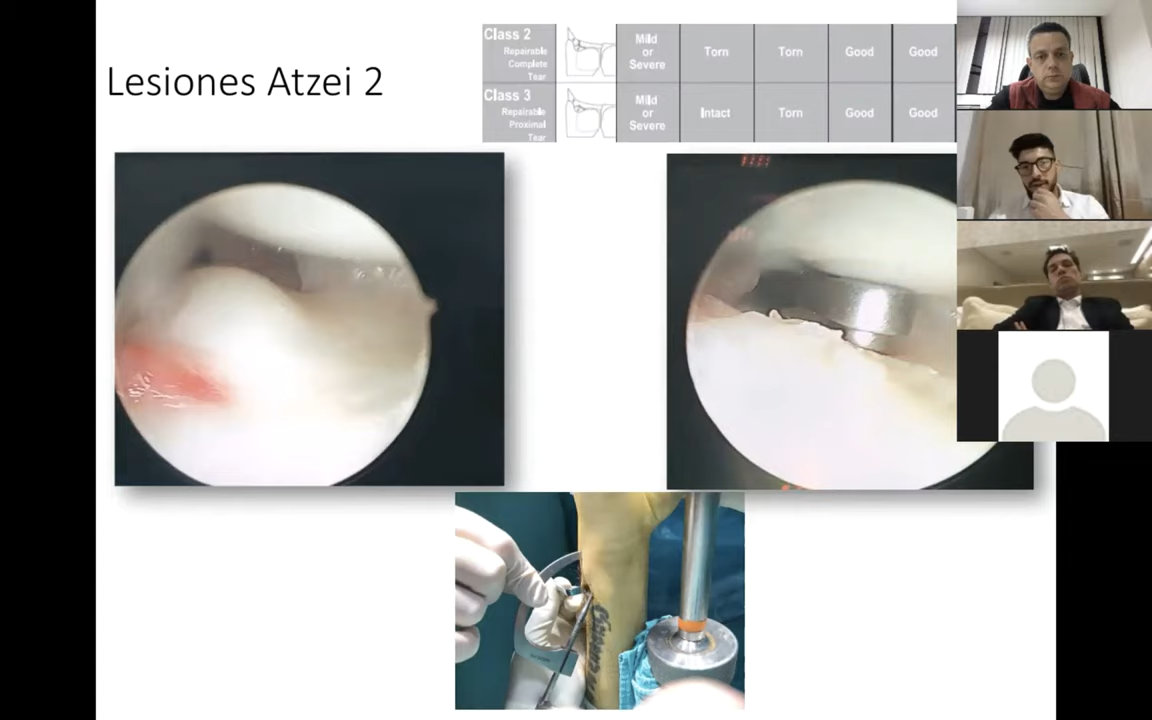 Lesiones Atzei 2
Class 2
Repairable
Complete
Tear
Mild
or
Severe
Torn
Torn
Good
Good
Class 3
Repairable
Proximal
Tear
Mild
or
Severe
Intact
Torn
Good
Good